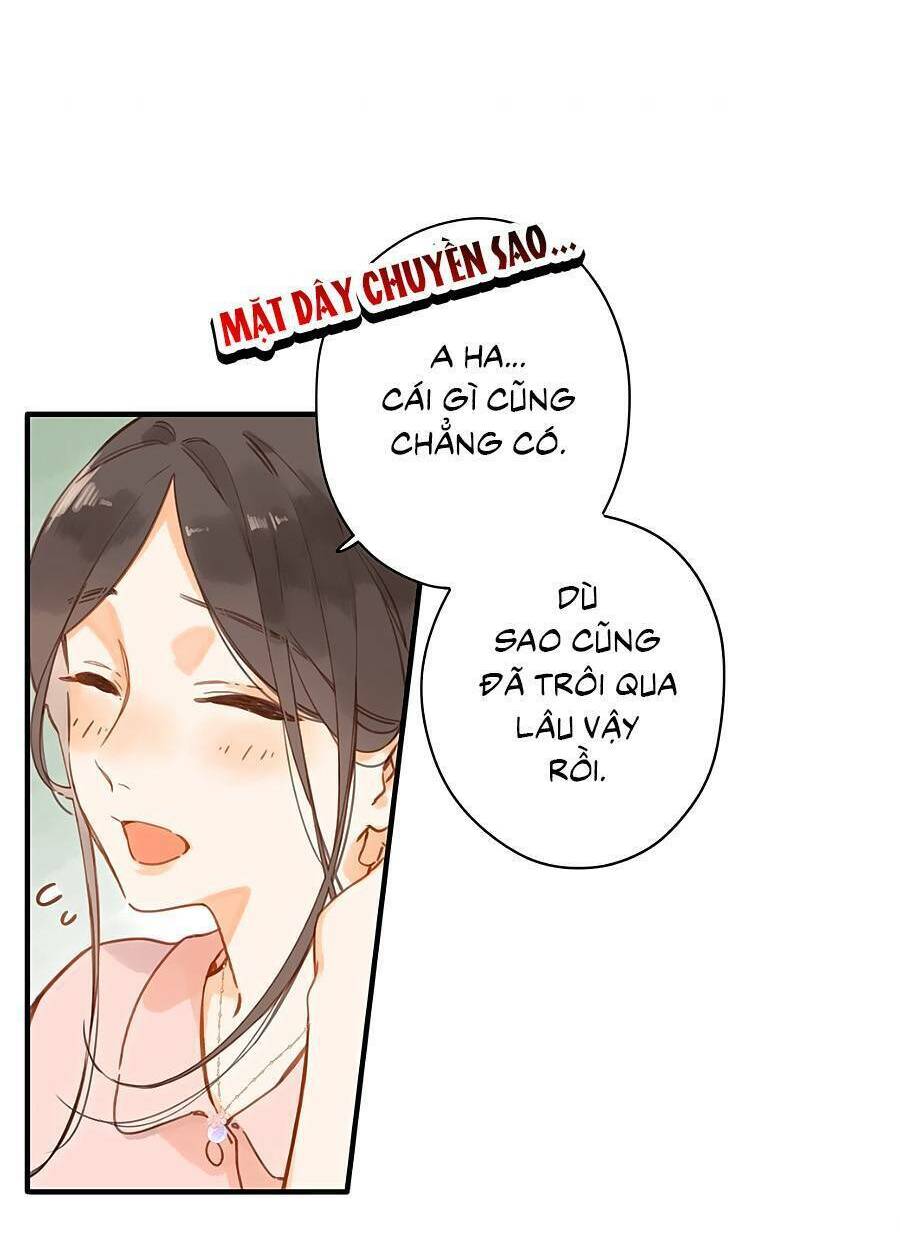 MẶT DÂY CHUYỀN SAO...
A HA...
CÁI GÌ CŨNG
CHẲNG CÓ.
DÙ
SAO CŨNG
ĐÃ TRÔI QUA
LÂU VẬY
RỒI.